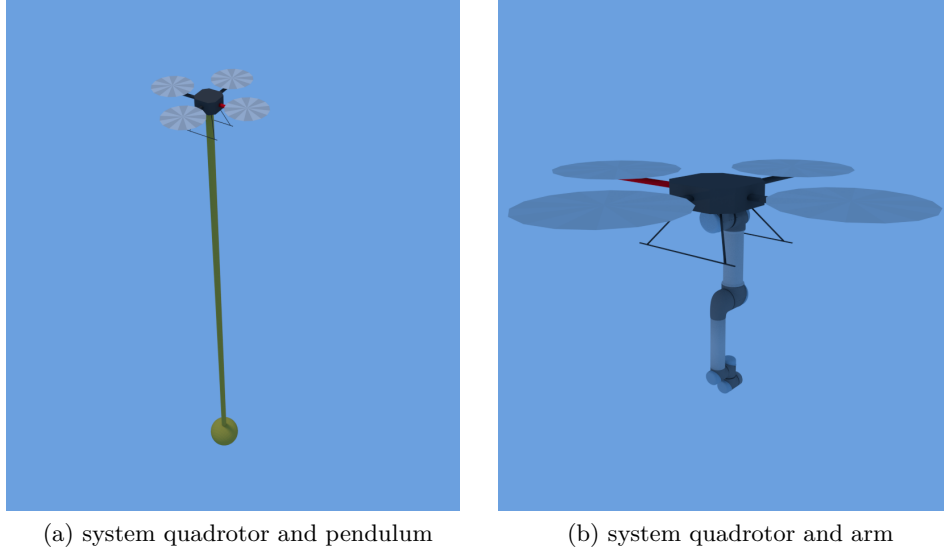 (a) system quadrotor and pendulum
(b) system quadrotor and arm